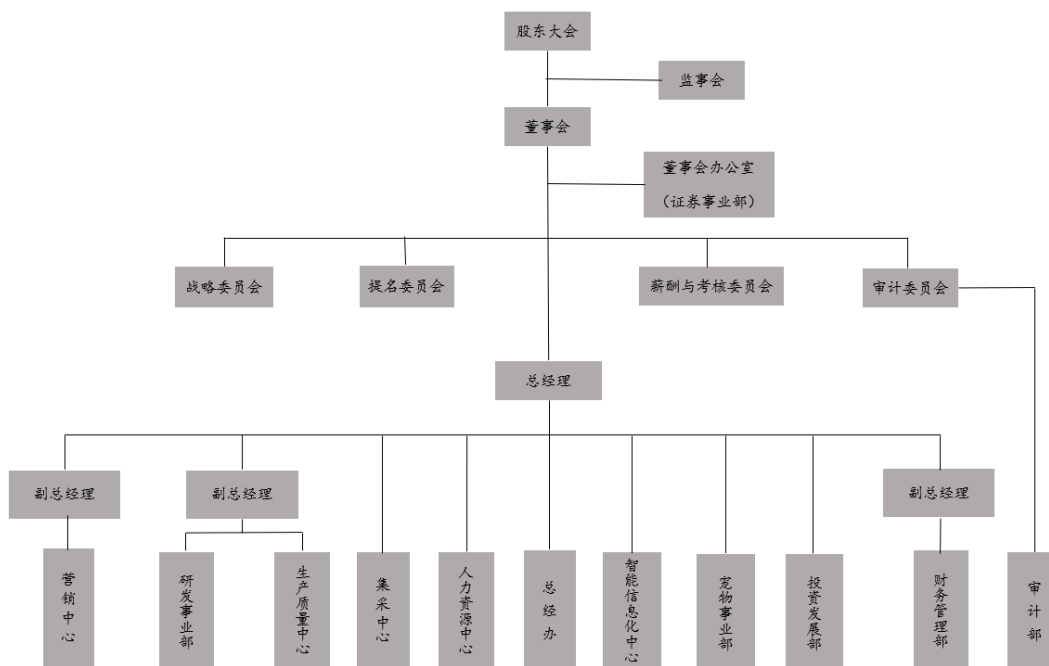 股东大会
监事会
董事会
董事会办公室
（证券事业部）
战略委员会
提名委员会
薪酬与考核委员会
审计委员会
总经理
副总经理
副总经理
副总经理
营销中心
研发事业部
生产质量中心
集采中心
人力资源中心
总经办
智能信息化中心
宠物事业部
投资发展部
财务管理部
审计部